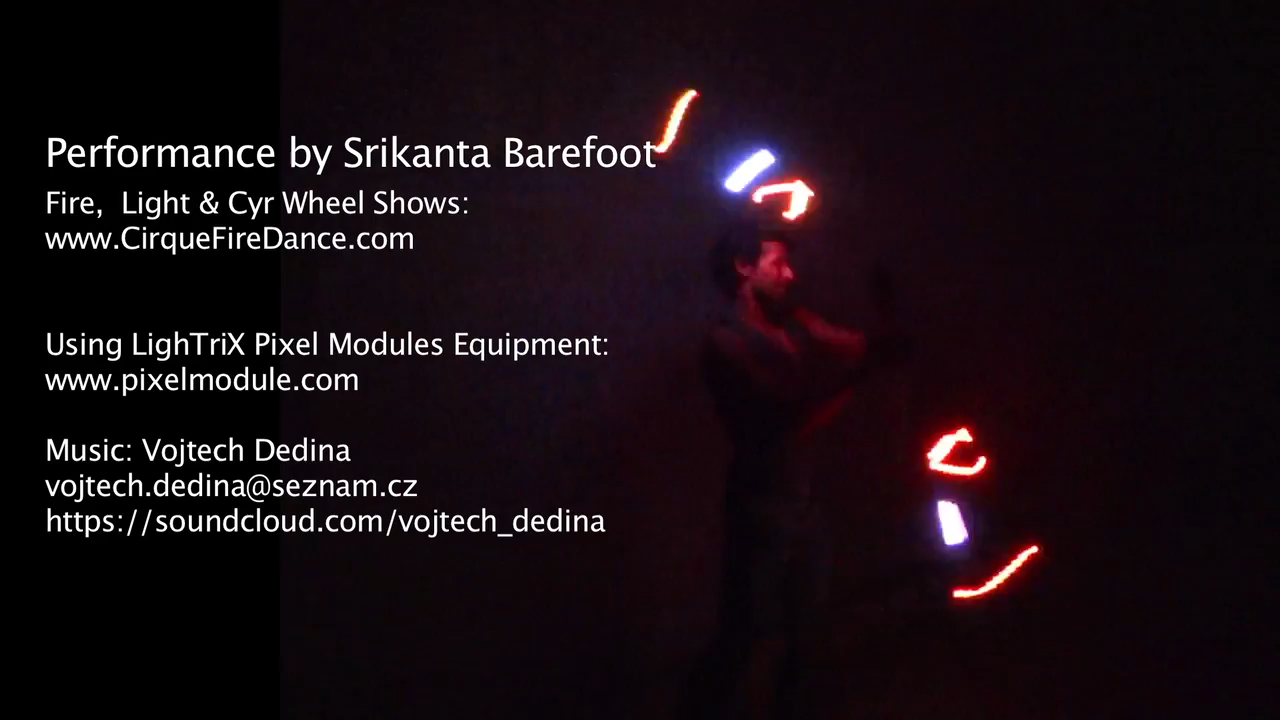 Performance by Srikanta Barefoot
Fire,  Light & Cyr Wheel Shows:
www.CirqueFireDance.com
Using LighTriX Pixel Modules Equipment:
www.pixelmodule.com
Music: Vojtech Dedina
vojtech.dedina@seznam.cz
https://soundcloud.com/vojtech_dedina